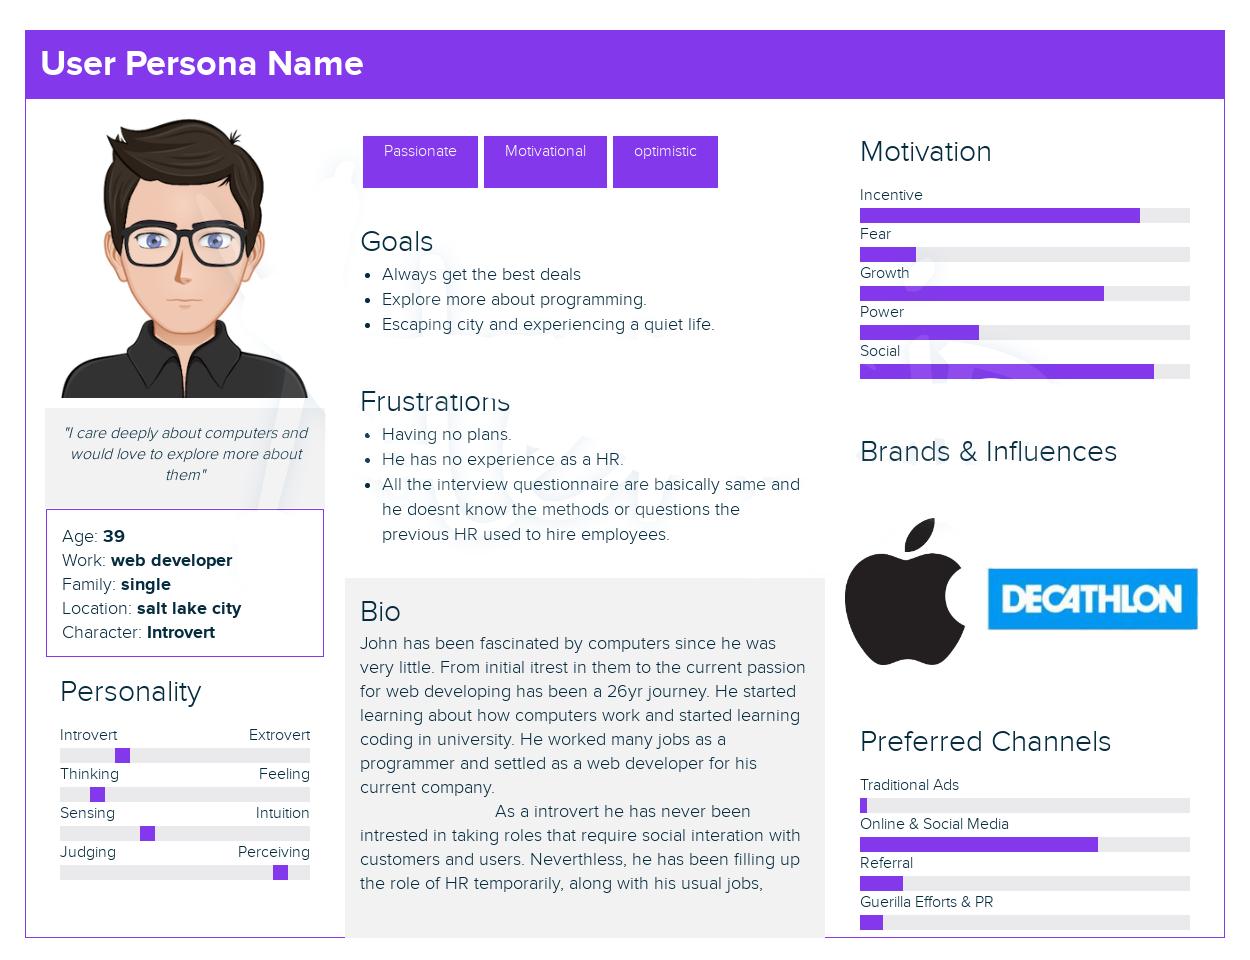 User Persona Name
"I care deeply about computers and
would love to explore more about
them"
Age: 39
Work: web developer
Family: single
Location: salt lake city
Character: Introvert
Personality
Introvert Extrovert
Thinking Feeling
Sensing Intuition
Judging Perceiving
Passionate Motivational optimistic
Goals
• Always get the best deals
• Explore more about programming.
• Escaping city and experiencing a quiet life.
Frustrations
• Having no plans.
• He has no experience as a HR.
• All the interview questionnaire are basically same and
he doesnt know the methods or questions the
previous HR used to hire employees.
Bio
John has been fascinated by computers since he was
very little. From initial itrest in them to the current passion
for web developing has been a 26yr journey. He started
learning about how computers work and started learning
coding in university. He worked many jobs as a
programmer and settled as a web developer for his
current company.
As a introvert he has never been
intrested in taking roles that require social interation with
customers and users. Neverthless, he has been filling up
the role of HR temporarily, along with his usual jobs,
Motivation
Incentive
Fear
Growth
Power
Social
Brands & Influences
DECATHLON
Preferred Channels
Traditional Ads
Online & Social Media
Referral
Guerilla Efforts & PR